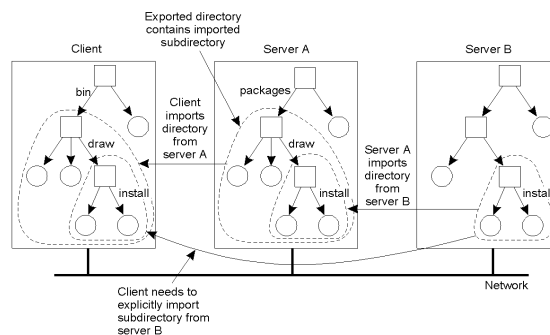 Exported directory
contains imported
subdirectory
Client
Server A
Server B
bin
packages
Client
imports
directory
from
server A
draw
draw
Server A
imports
directory
from
server B
install
install
install
Network
Client needs to
explicitly import
subdirectory from
server B